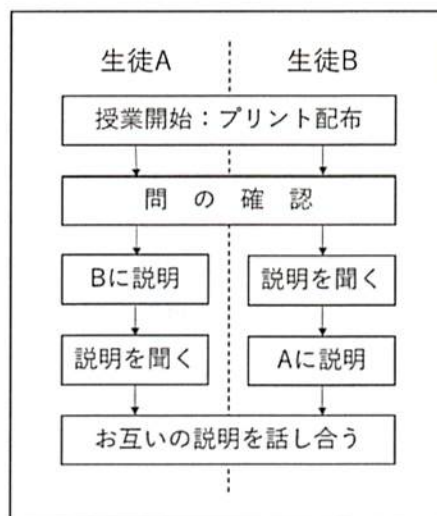 生徒A 生徒B
授業開始：プリント配布
問の確認
Bに説明 説明を聞く
説明を聞く Aに説明
お互いの説明を話し合う